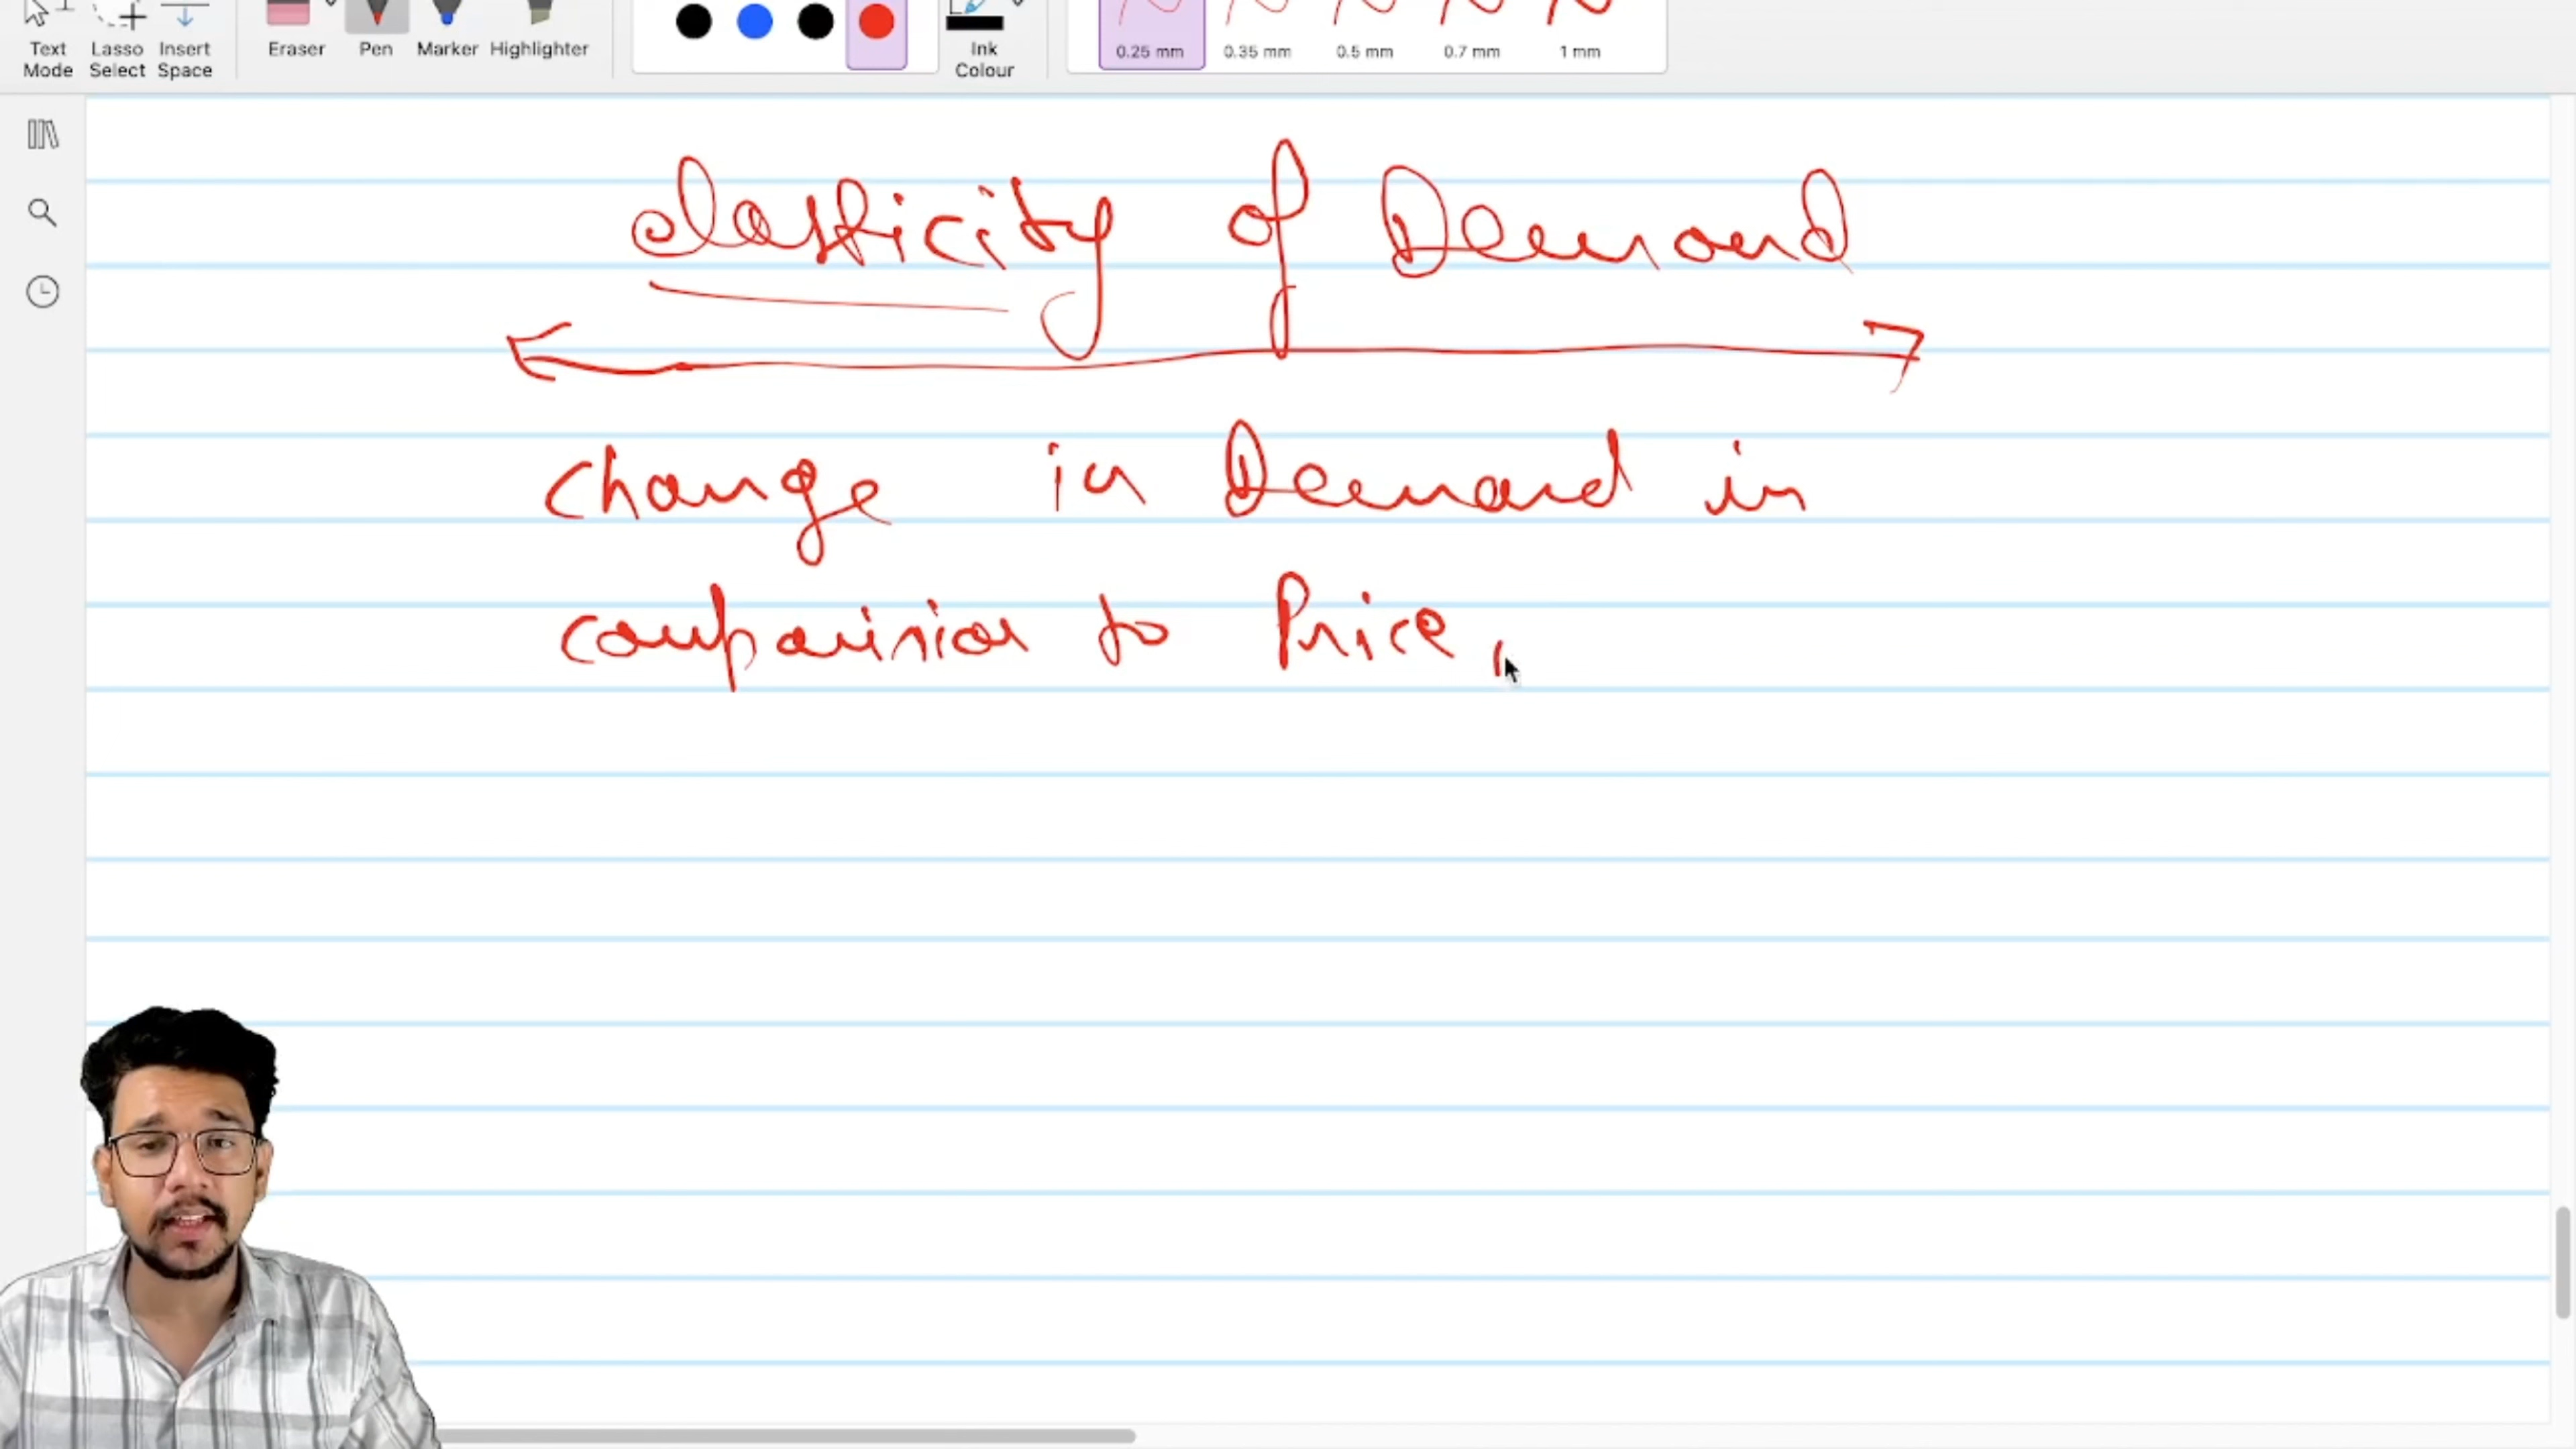 Text Mode Lasso Select Insert Space Eraser Pen Marker Highlighter Ink Colour 0.25 mm 0.35 mm 0.5 mm 0.7 mm 1 mm
elasticity of Demand
change in Demand in
comparision to Price,